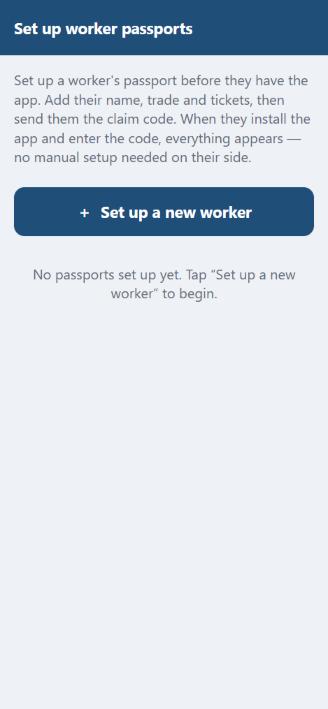 Set up worker passports
Set up a worker's passport before they have the
app. Add their name, trade and tickets, then
send them the claim code. When they install the
app and enter the code, everything appears —
no manual setup needed on their side.
+ Set up a new worker
No passports set up yet. Tap "Set up a new
worker" to begin.